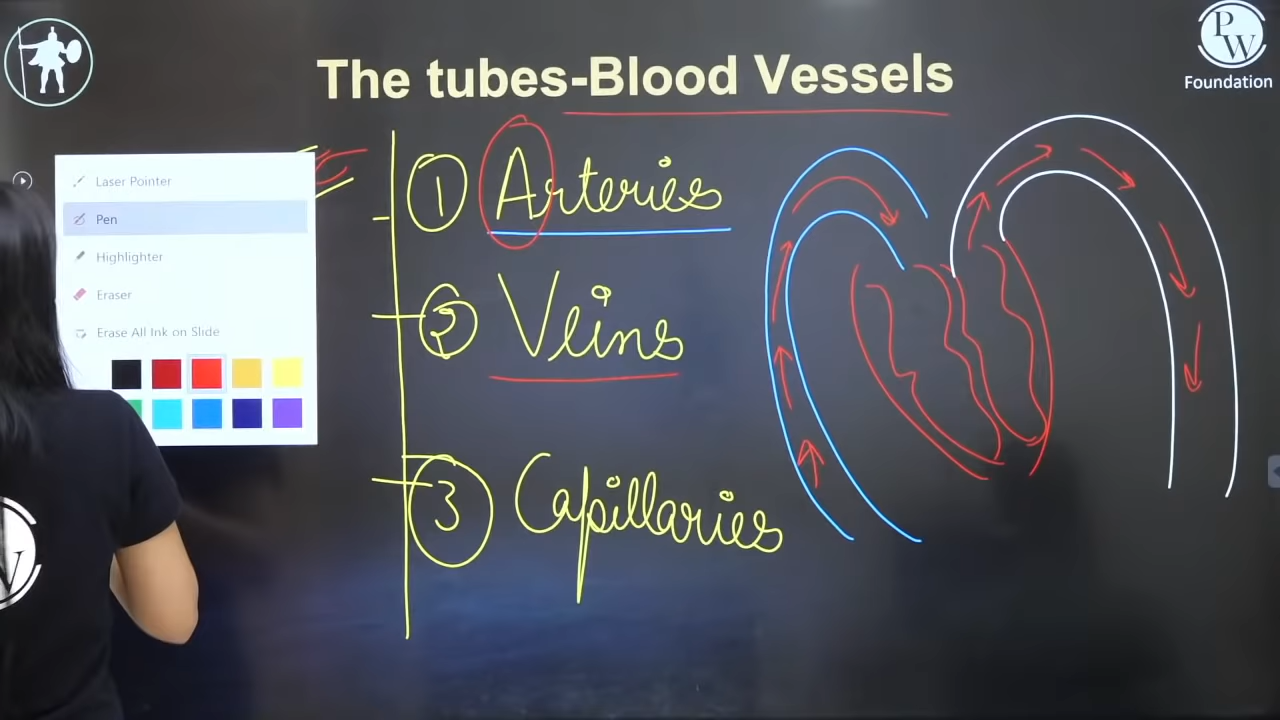 The tubes-Blood Vessels
PW
Foundation
Laser Pointer
Pen
Highlighter
Eraser
Erase All Ink on Slide
1 Arteries
2 Veins
3 Capillaries
W